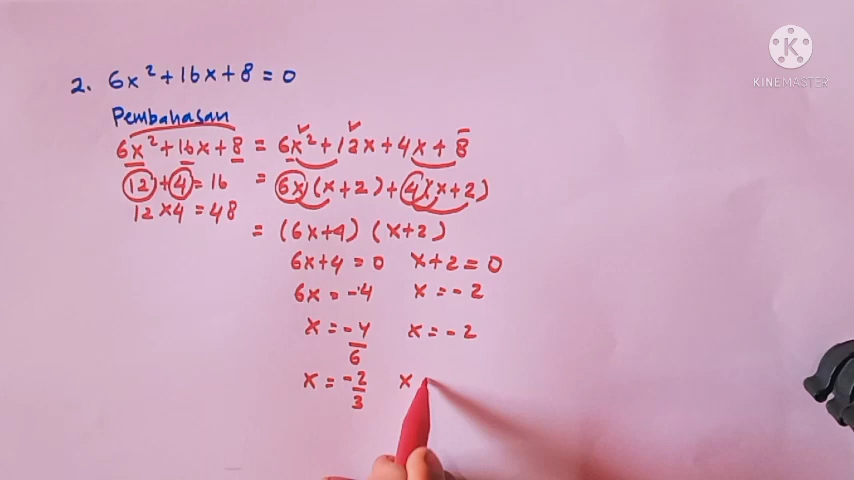 2. 6x² + 16x + 8 = 0
Pembahasan
6x² + 16x + 8 = 6x² + 12x + 4x + 8
12 + 4 = 16 = 6x (x + 2) + 4 (x + 2)
12 x 4 = 48
= (6x + 4) (x + 2)
6x + 4 = 0 x + 2 = 0
6x = -4 x = -2
x = -4/6 x = -2
x = -2/3 x
K
KINEMASTER